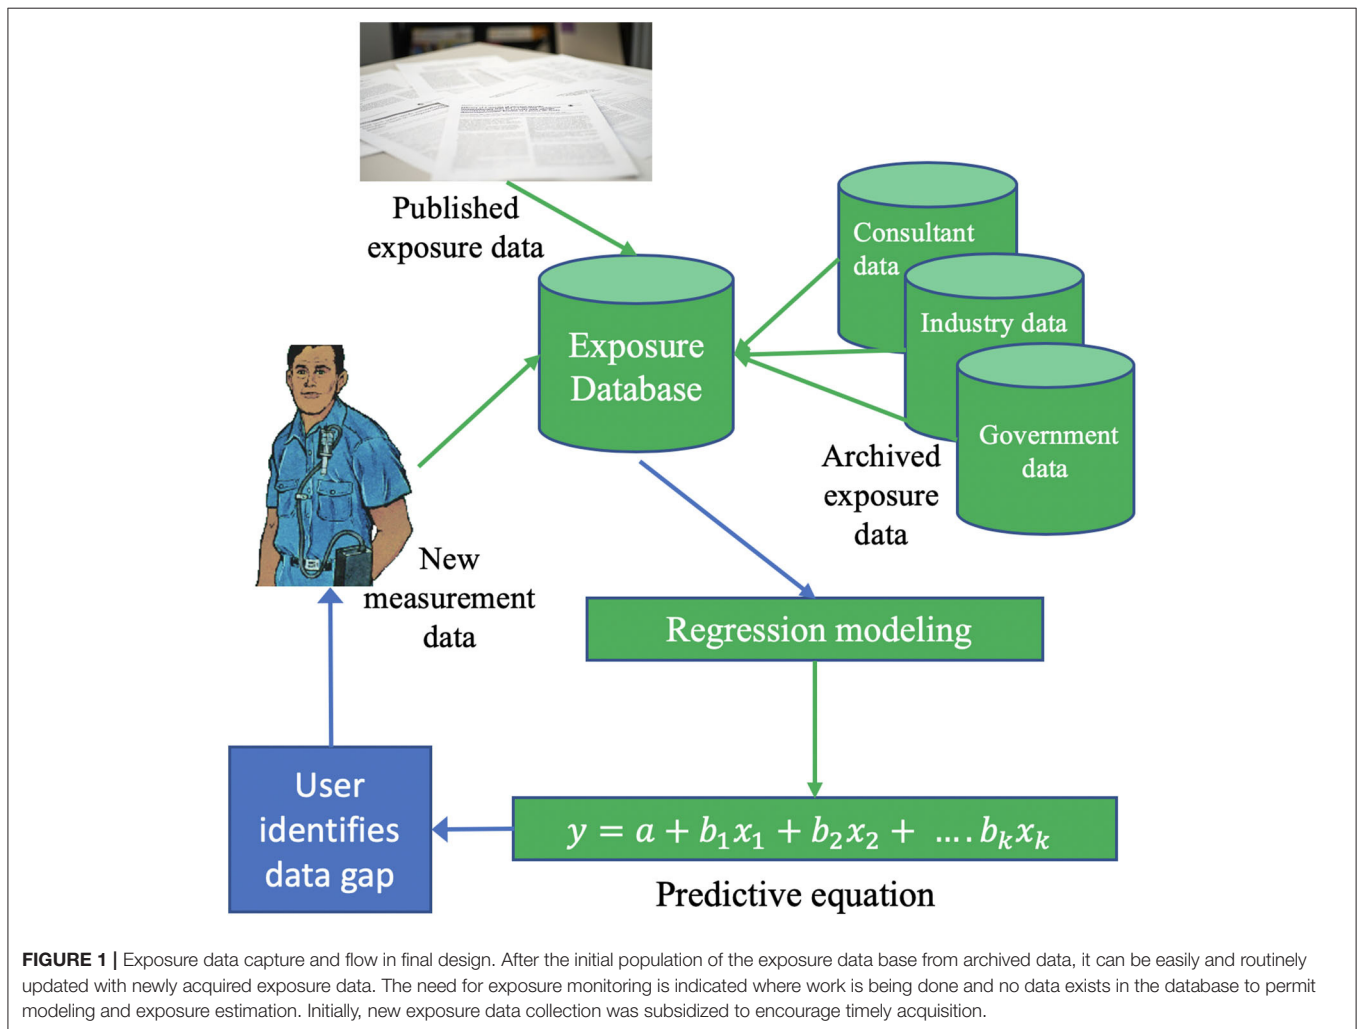 Published
exposure data
Consultant
data
Industry data
Government
data
Archived
exposure
data
Exposure
Database
New
measurement
data
Regression modeling
User
identifies
data gap
y = a + b₁x₁ + b₂x₂ + .... bₖxₖ
Predictive equation
FIGURE 1 | Exposure data capture and flow in final design. After the initial population of the exposure data base from archived data, it can be easily and routinely
updated with newly acquired exposure data. The need for exposure monitoring is indicated where work is being done and no data exists in the database to permit
modeling and exposure estimation. Initially, new exposure data collection was subsidized to encourage timely acquisition.